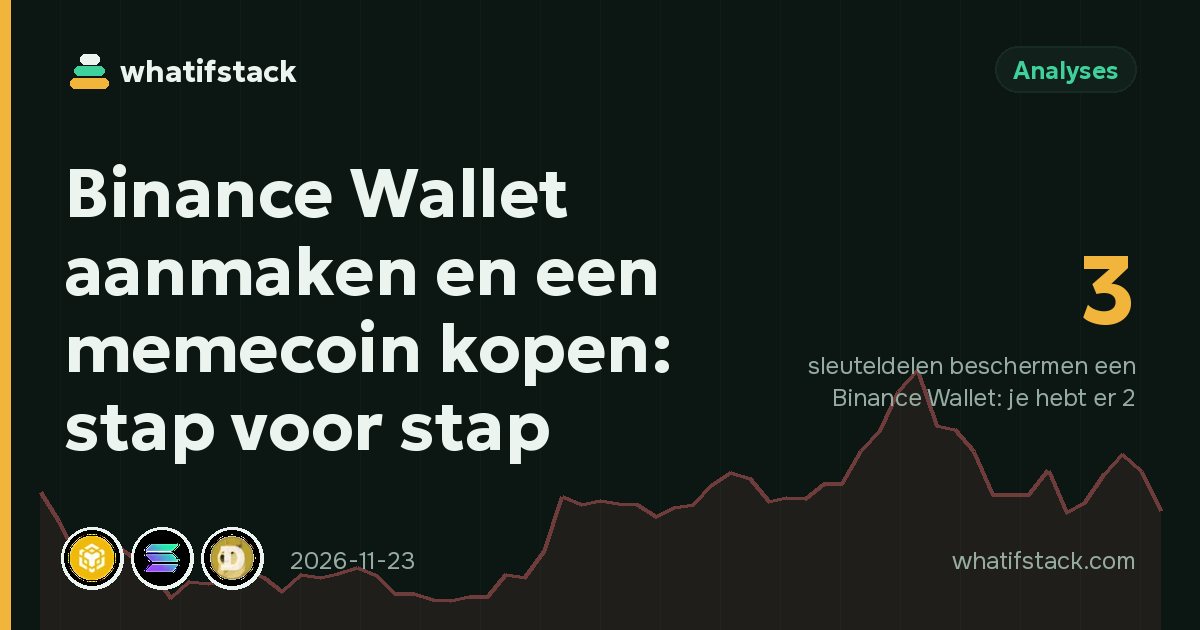 whatifstack
Analyses
Binance Wallet
aanmaken en een
memecoin kopen:
stap voor stap
3
sleuteldelen beschermen een
Binance Wallet: je hebt er 2
2026-11-23
whatifstack.com